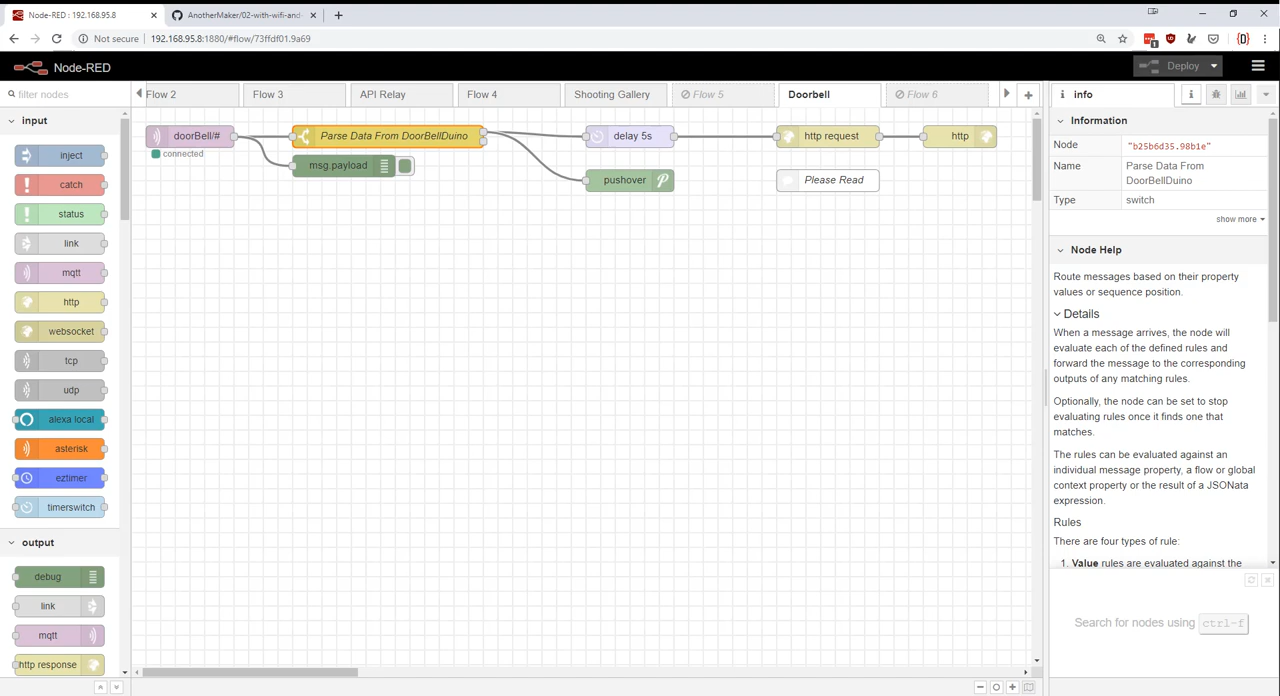 Node-RED : 192.168.95.8
AnotherMaker/02-with-wifi-and-
Not secure
192.168.95.8:1880/#flow/73ffdf01.9a69
Node-RED
Deploy
filter nodes
Flow 2
Flow 3
API Relay
Flow 4
Shooting Gallery
Flow 5
Doorbell
Flow 6
info
input
inject
catch
status
link
mqtt
http
websocket
tcp
udp
alexa local
asterisk
eztimer
timerswitch
output
debug
link
mqtt
http response
doorBell/#
connected
Parse Data From DoorBellDuino
msg.payload
delay 5s
pushover
http request
http
Please Read
Information
Node
"b25b6d35.98b1e"
Name
Parse Data From
DoorBellDuino
Type
switch
show more
Node Help
Route messages based on their property
values or sequence position.
Details
When a message arrives, the node will
evaluate each of the defined rules and
forward the message to the corresponding
outputs of any matching rules.
Optionally, the node can be set to stop
evaluating rules once it finds one that
matches.
The rules can be evaluated against an
individual message property, a flow or global
context property or the result of a JSONata
expression.
Rules
There are four types of rule:
1. Value rules are evaluated against the
Search for nodes using ctrl-f